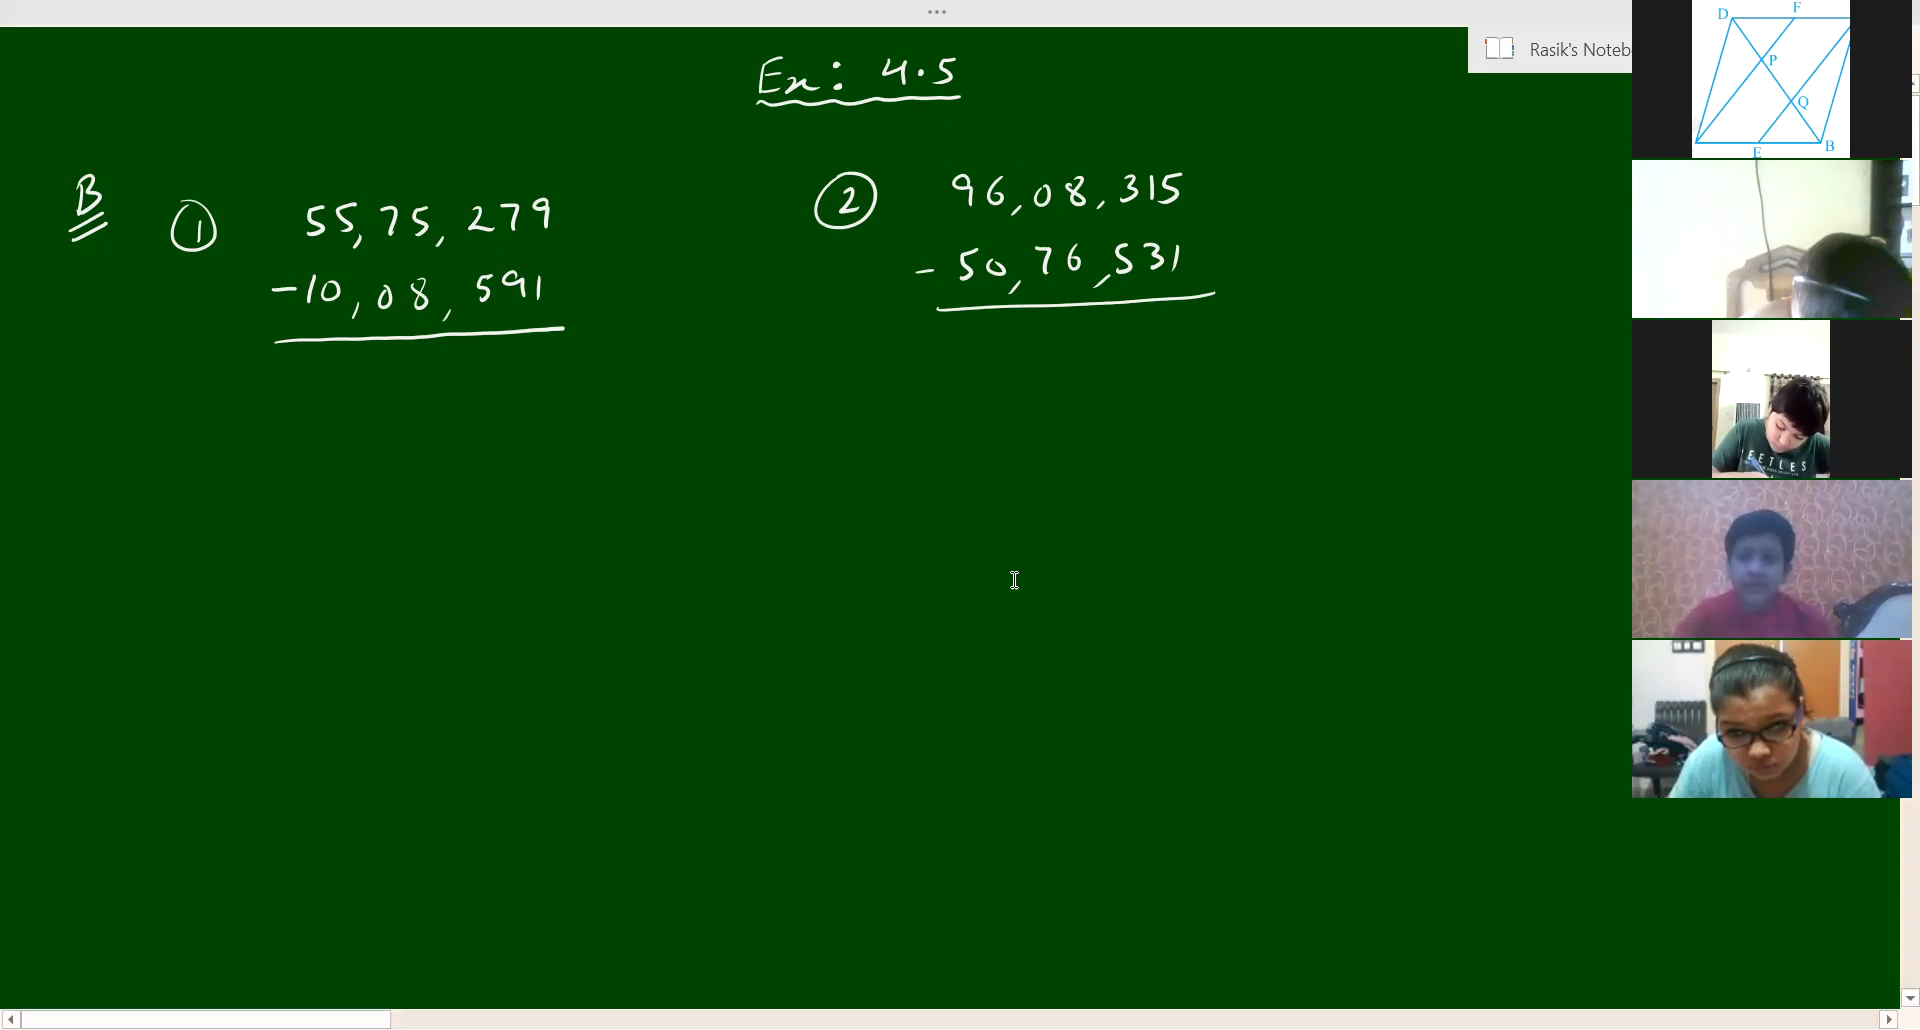 Ex: 4.5
B
① 55,75,279
-10,08,591
② 96,08,315
-50,76,531
Rasik's Noteb
D F
P
Q
E B
EETLES